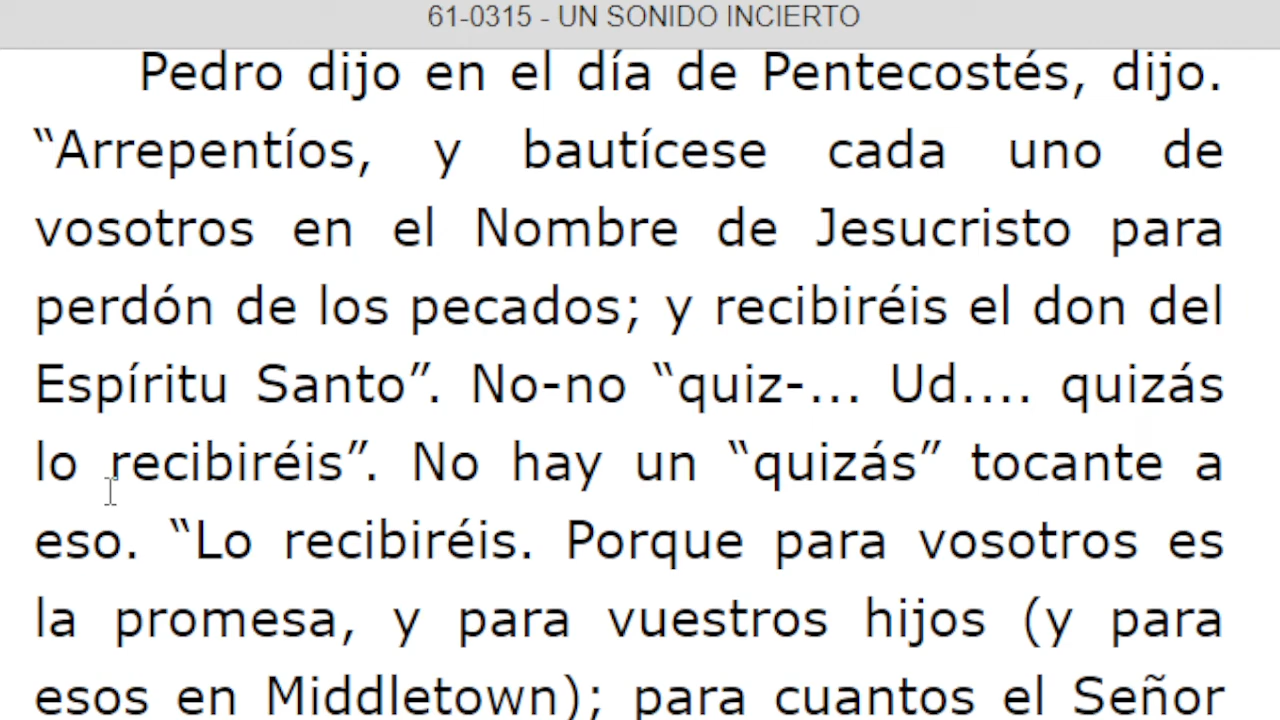 61-0315 - UN SONIDO INCIERTO
Pedro dijo en el día de Pentecostés, dijo.
“Arrepentíos, y bautícese cada uno de
vosotros en el Nombre de Jesucristo para
perdón de los pecados; y recibiréis el don del
Espíritu Santo”. No-no “quiz-... Ud.... quizás
lo recibiréis”. No hay un “quizás” tocante a
eso. “Lo recibiréis. Porque para vosotros es
la promesa, y para vuestros hijos (y para
esos en Middletown); para cuantos el Señor